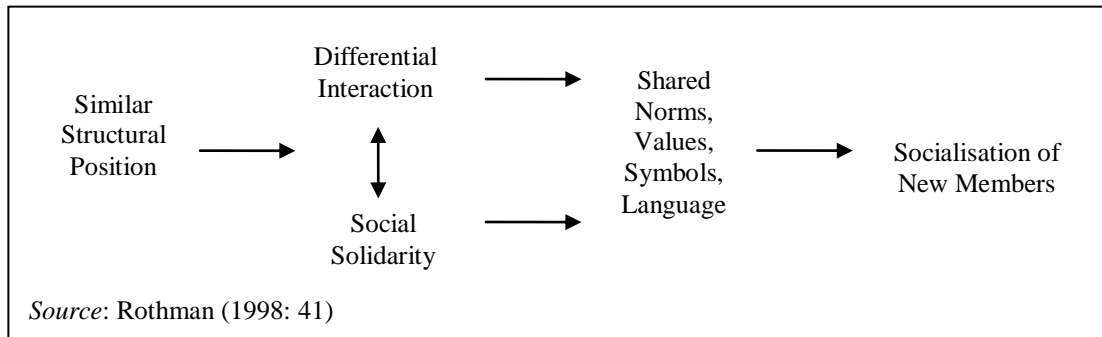 Similar
Structural
Position
Differential
Interaction
Social
Solidarity
Shared
Norms,
Values,
Symbols,
Language
Socialisation of
New Members
Source: Rothman (1998: 41)